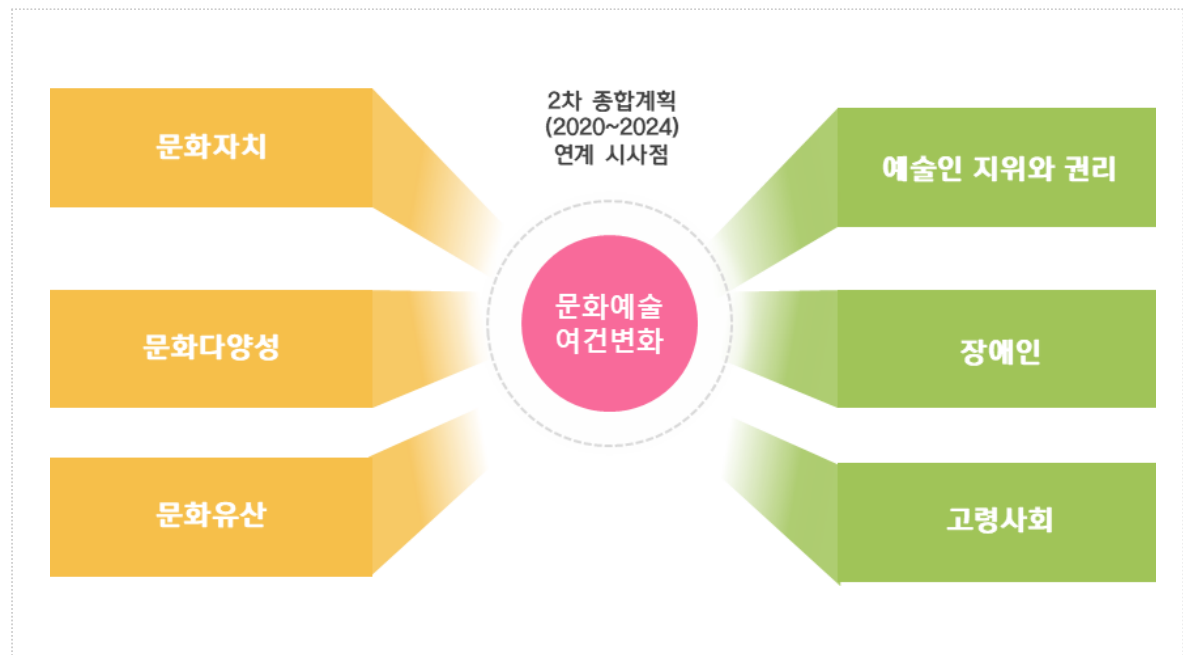 2차 종합계획
(2020~2024)
연계 시사점
문화자치
문화다양성
문화유산
문화예술
여건변화
예술인 지위와 권리
장애인
고령사회